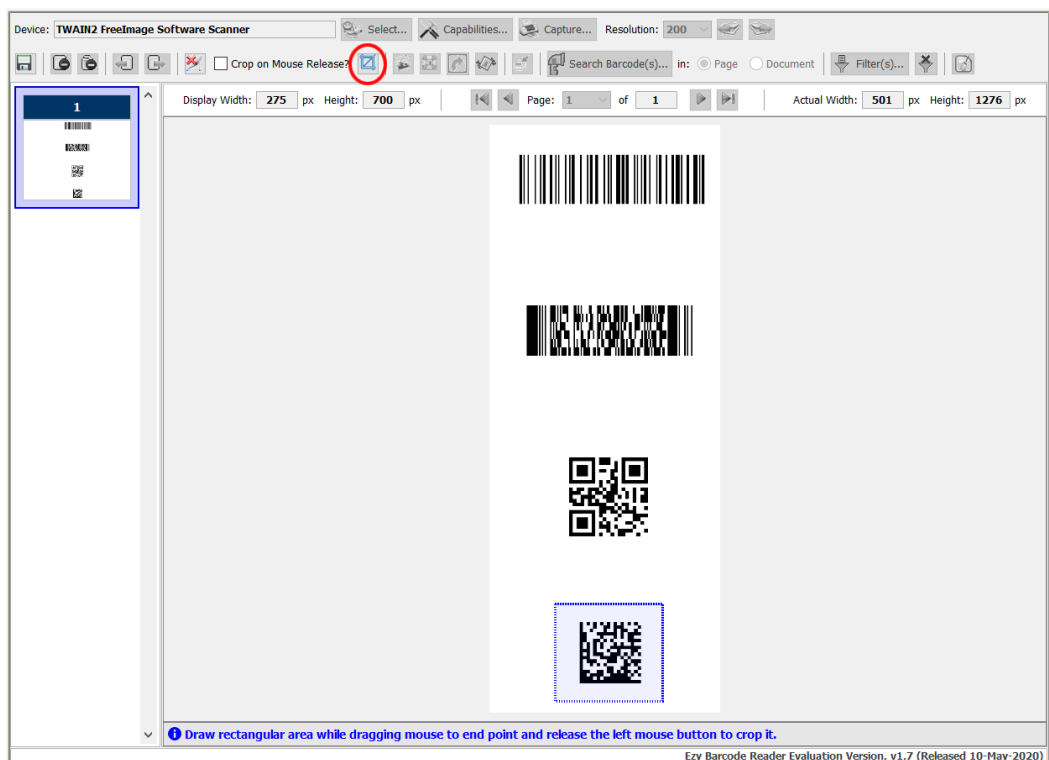 Device: TWAIN2 FreeImage Software Scanner Select... Capabilities... Capture... Resolution: 200
Crop on Mouse Release? Search Barcode(s)... in: Page Document Filter(s)...
1
Display Width: 275 px Height: 700 px Page: 1 of 1 Actual Width: 501 px Height: 1276 px
Draw rectangular area while dragging mouse to end point and release the left mouse button to crop it.
Ezy Barcode Reader Evaluation Version, v1.7 (Released 10-May-2020)